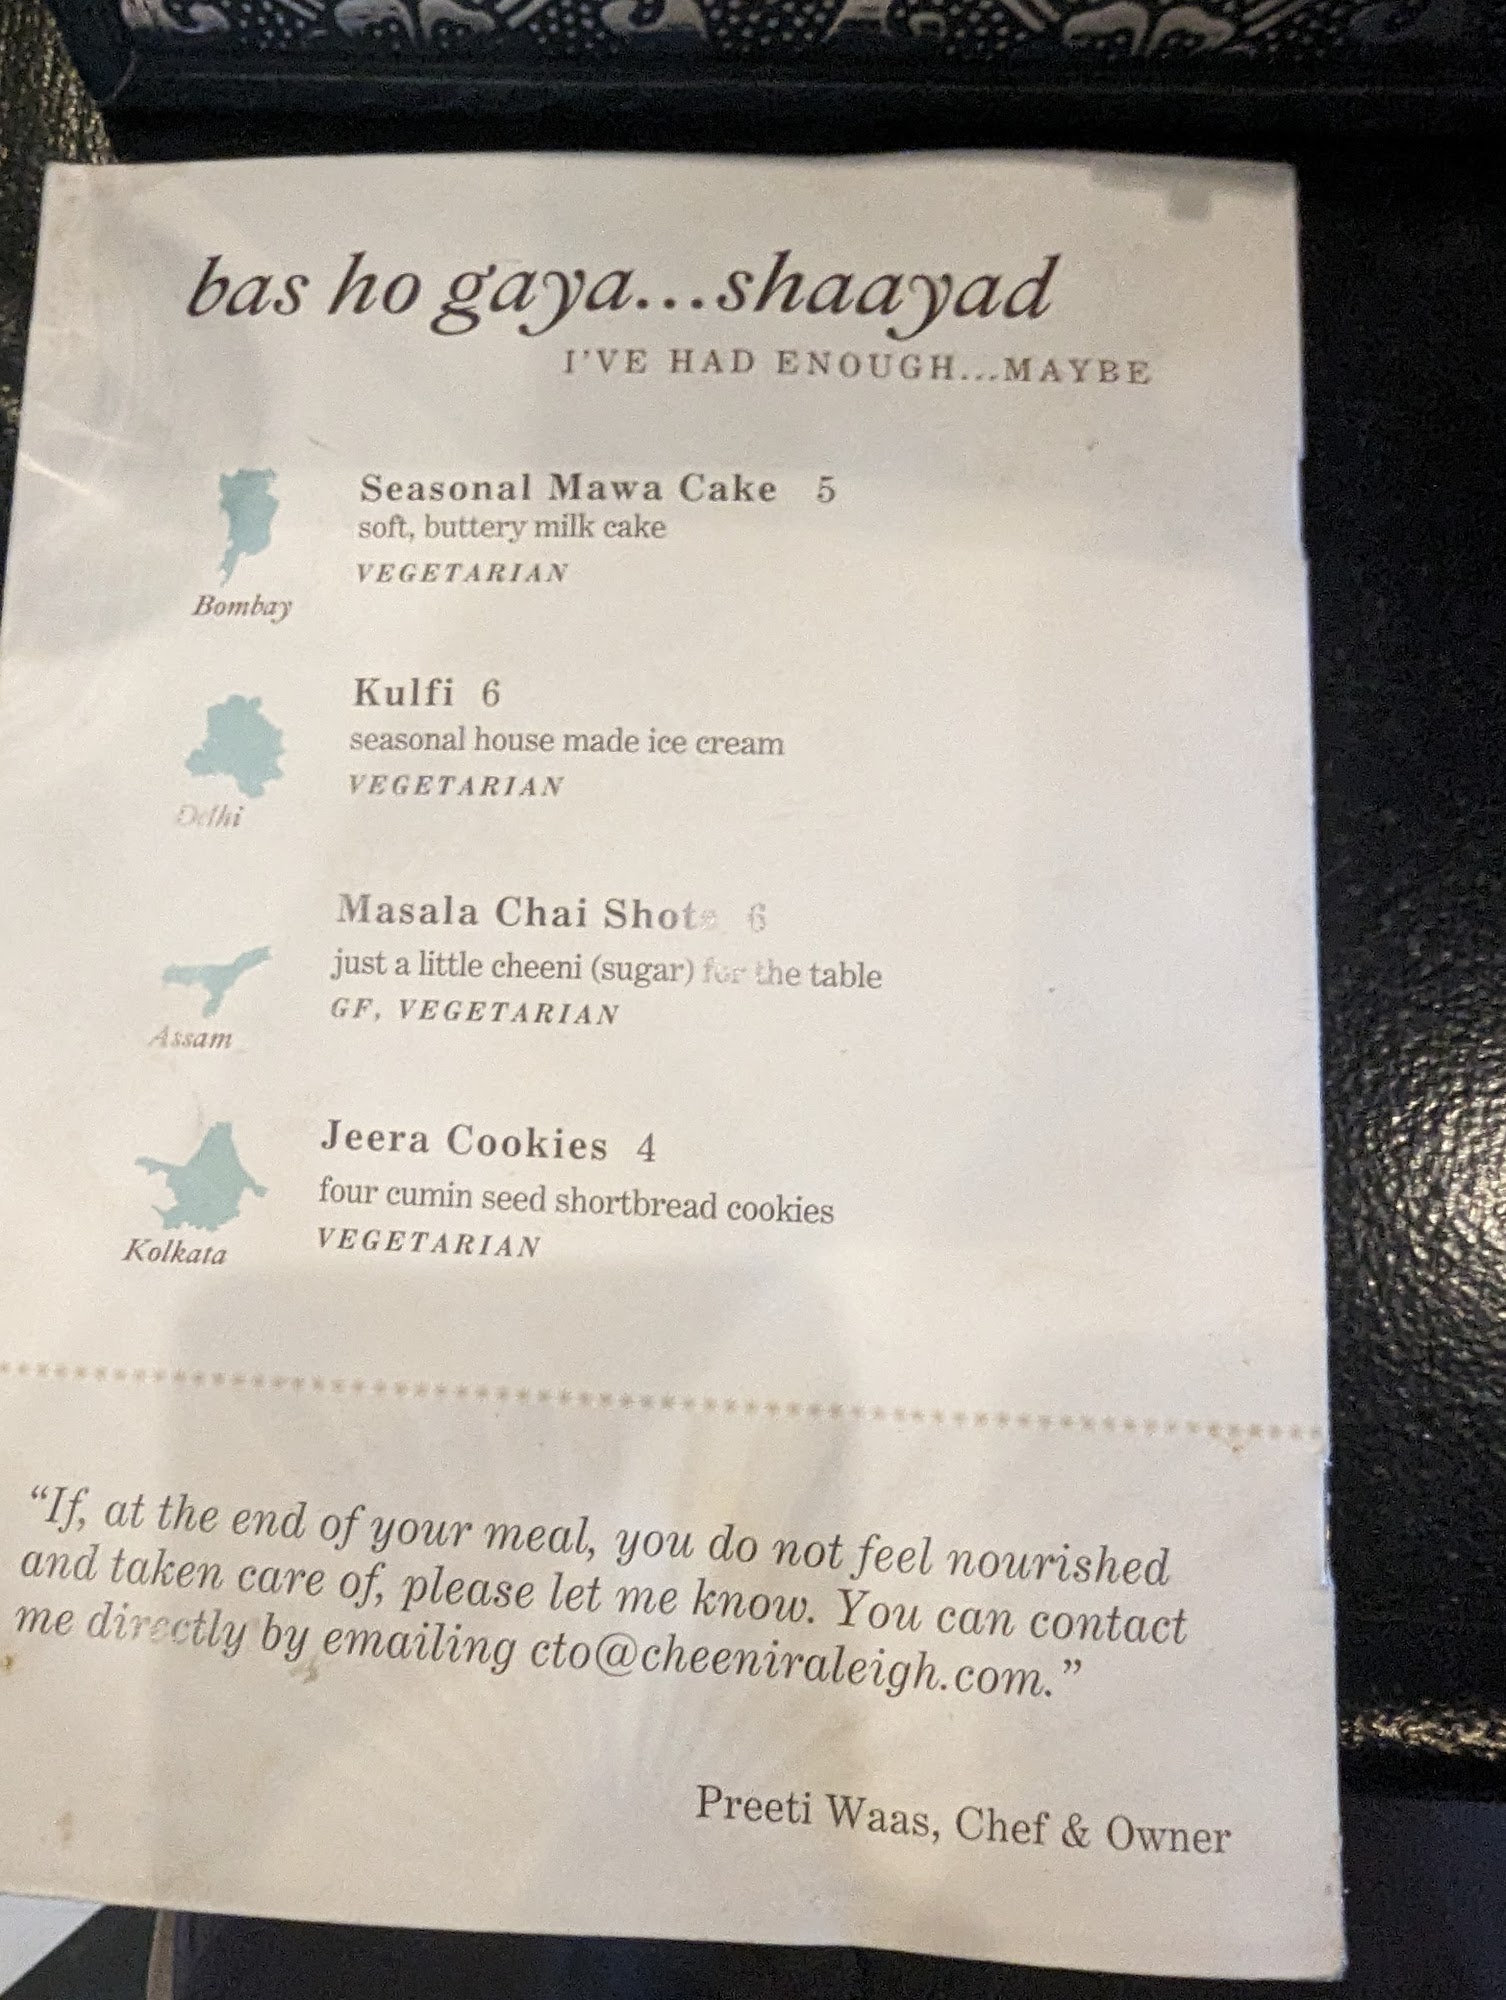 bas ho gaya...shaayad
I'VE HAD ENOUGH...MAYBE
Seasonal Mawa Cake 5
soft, buttery milk cake
VEGETARIAN
Bombay
Kulfi 6
seasonal house made ice cream
VEGETARIAN
Delhi
Masala Chai Shots 6
just a little cheeni (sugar) for the table
GF, VEGETARIAN
Assam
Jeera Cookies 4
four cumin seed shortbread cookies
VEGETARIAN
Kolkata
“If, at the end of your meal, you do not feel nourished
and taken care of, please let me know. You can contact
me directly by emailing cto@cheeniraleigh.com.”
Preeti Waas, Chef & Owner